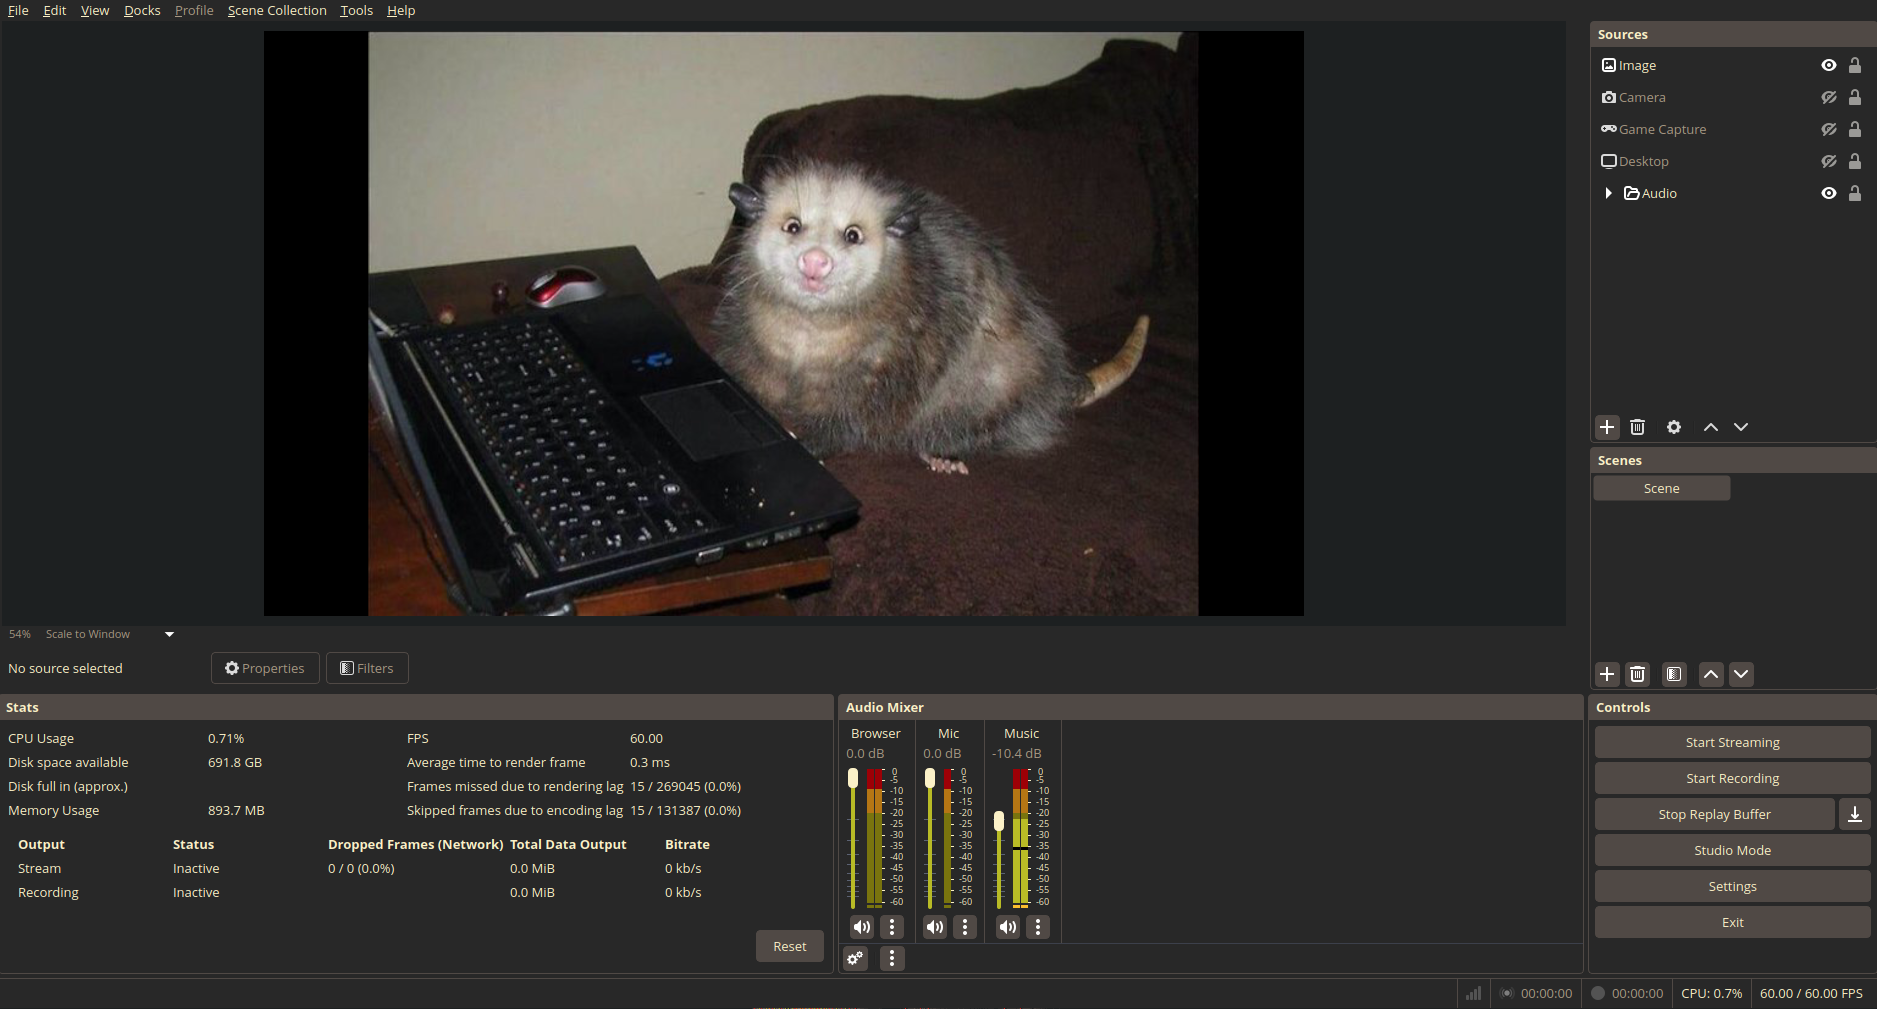 File Edit View Docks Profile Scene Collection Tools Help
Sources
Image
Camera
Game Capture
Desktop
Audio
Scenes
Scene
54% Scale to Window
No source selected Properties Filters
Stats
CPU Usage 0.71% FPS 60.00
Disk space available 691.8 GB Average time to render frame 0.3 ms
Disk full in (approx.) Frames missed due to rendering lag 15 / 269045 (0.0%)
Memory Usage 893.7 MB Skipped frames due to encoding lag 15 / 131387 (0.0%)
Output Status Dropped Frames (Network) Total Data Output Bitrate
Stream Inactive 0 / 0 (0.0%) 0.0 MiB 0 kb/s
Recording Inactive 0.0 MiB 0 kb/s
Reset
Audio Mixer
Browser Mic Music
0.0 dB 0.0 dB -10.4 dB
0 0 0
-5 -5 -5
-10 -10 -10
-15 -15 -15
-20 -20 -20
-25 -25 -25
-30 -30 -30
-35 -35 -35
-40 -40 -40
-45 -45 -45
-50 -50 -50
-55 -55 -55
-60 -60 -60
Controls
Start Streaming
Start Recording
Stop Replay Buffer
Studio Mode
Settings
Exit
00:00:00 00:00:00 CPU: 0.7% 60.00 / 60.00 FPS